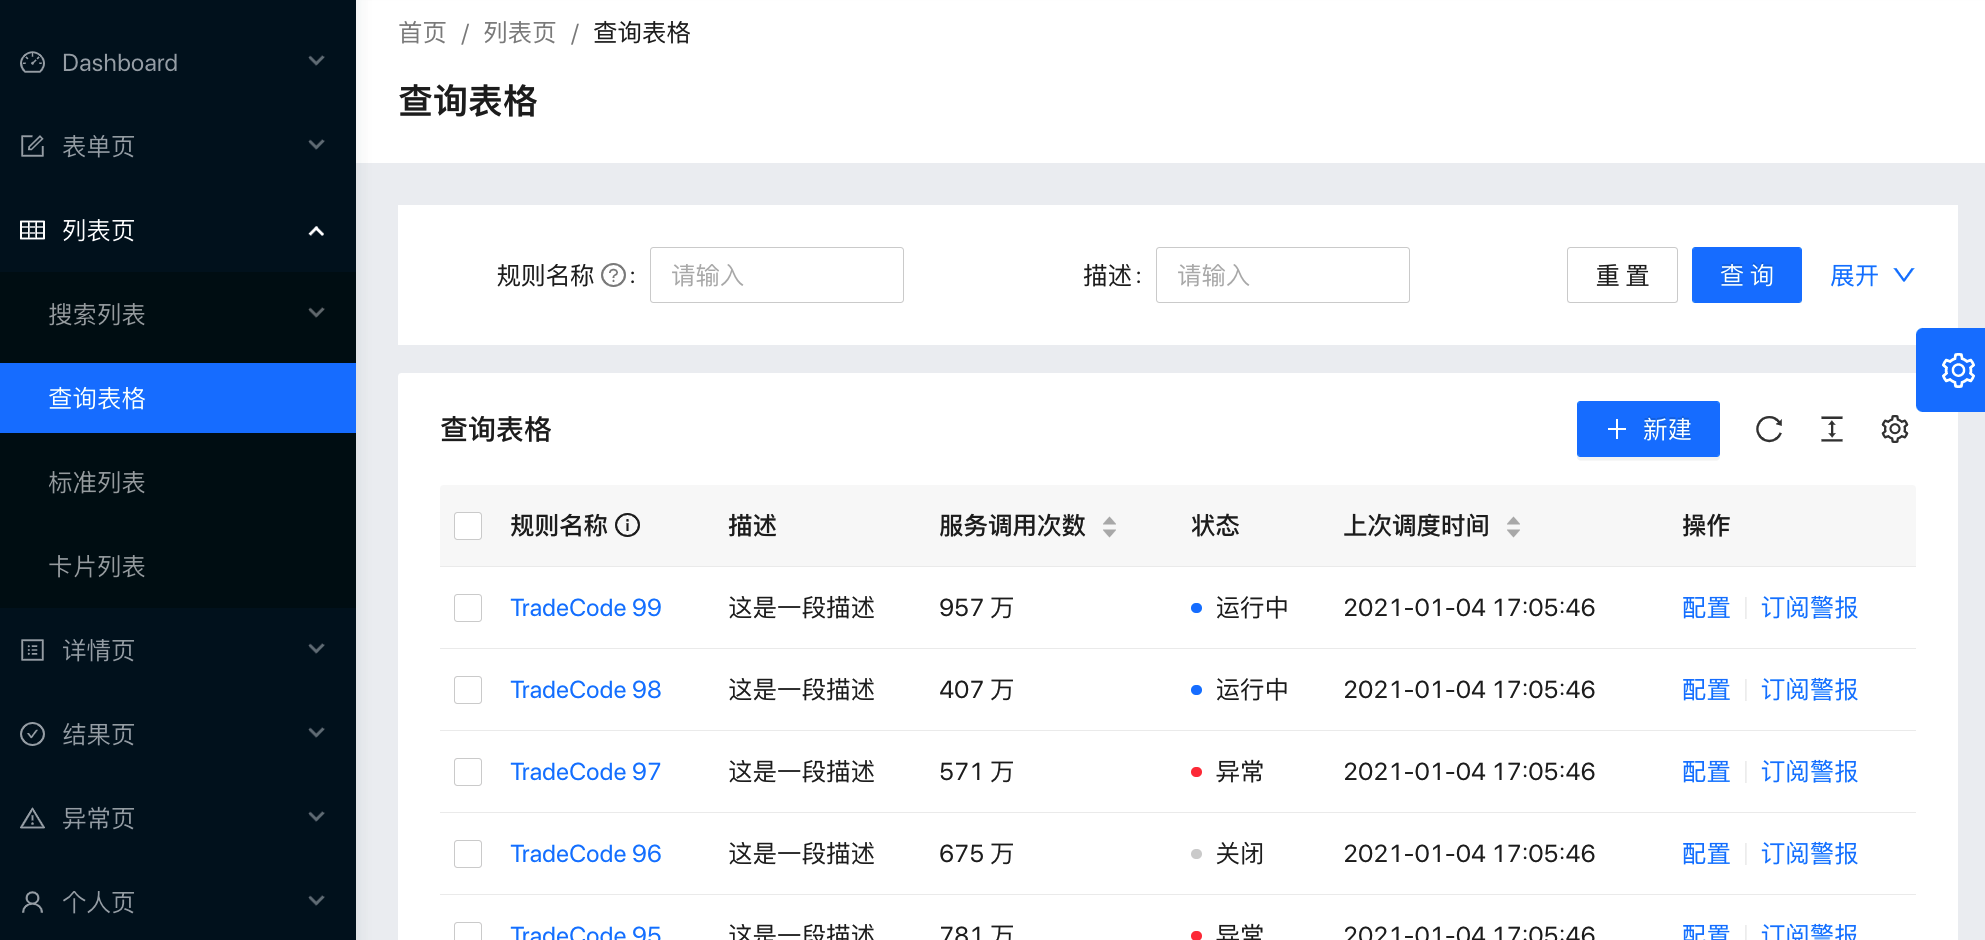 Dashboard
表单页
列表页
搜索列表
查询表格
标准列表
卡片列表
详情页
结果页
异常页
个人页
首页 / 列表页 / 查询表格
查询表格
规则名称 ? : 请输入 描述: 请输入 重置 查询 展开
查询表格 + 新建
规则名称 描述 服务调用次数 状态 上次调度时间 操作
TradeCode 99 这是一段描述 957 万 运行中 2021-01-04 17:05:46 配置 订阅警报
TradeCode 98 这是一段描述 407 万 运行中 2021-01-04 17:05:46 配置 订阅警报
TradeCode 97 这是一段描述 571 万 异常 2021-01-04 17:05:46 配置 订阅警报
TradeCode 96 这是一段描述 675 万 关闭 2021-01-04 17:05:46 配置 订阅警报
TradeCode 95 这是一段描述 781 万 异常 2021-01-04 17:05:46 配置 订阅警报